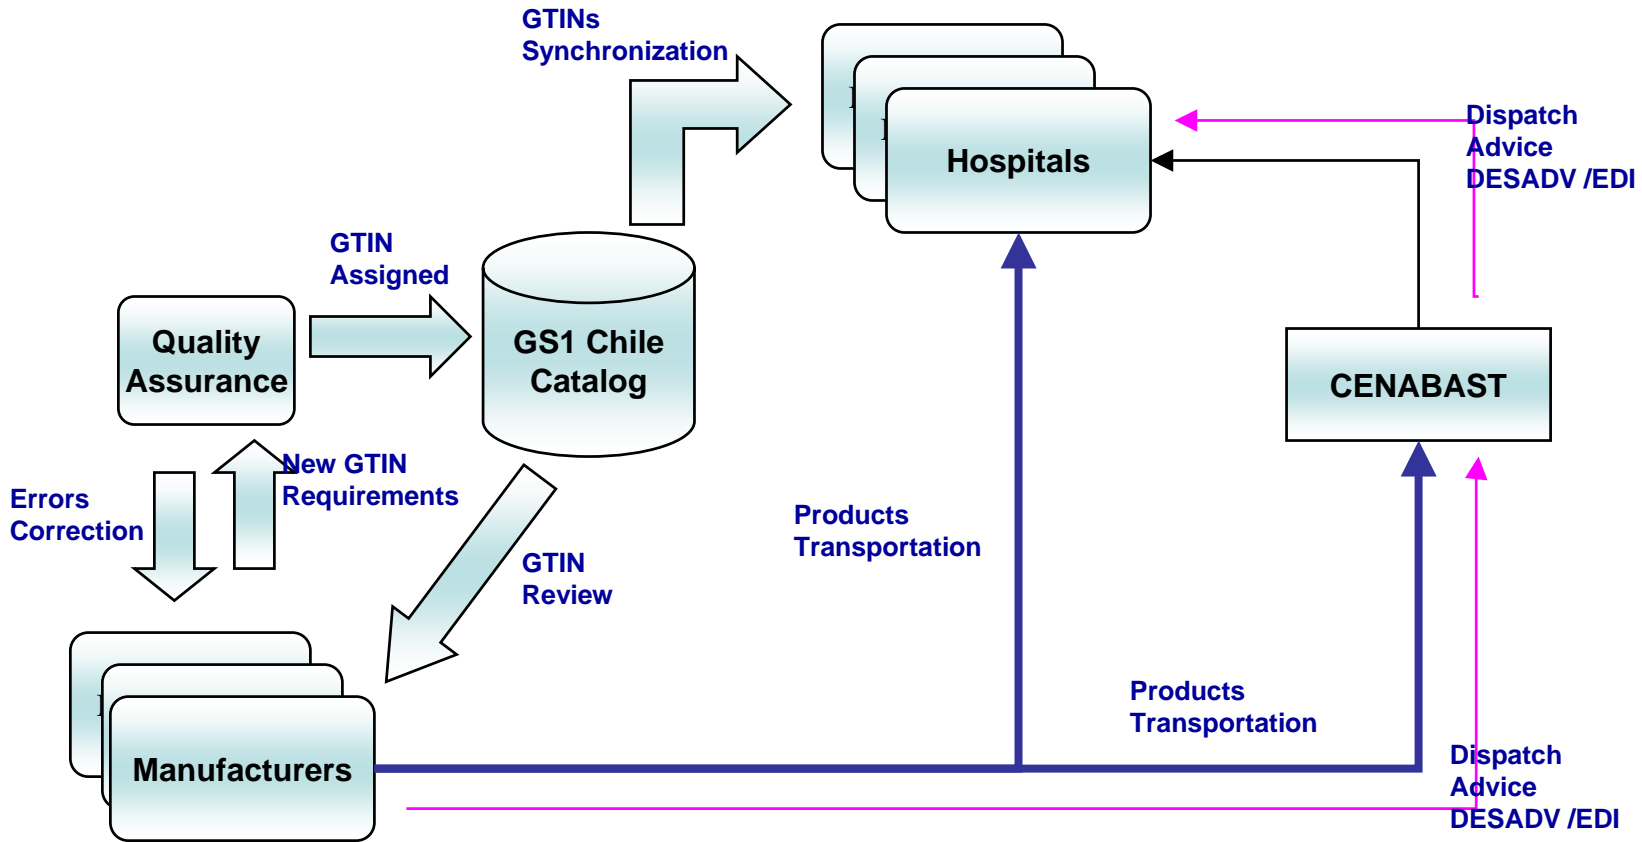 GTINs
Synchronization
Dispatch
Advice
DESADV /EDI
Hospitals
GTIN
Assigned
Quality
Assurance
GS1 Chile
Catalog
CENABAST
New GTIN
Requirements
Errors
Correction
Products
Transportation
GTIN
Review
Products
Transportation
Manufacturers
Dispatch
Advice
DESADV /EDI